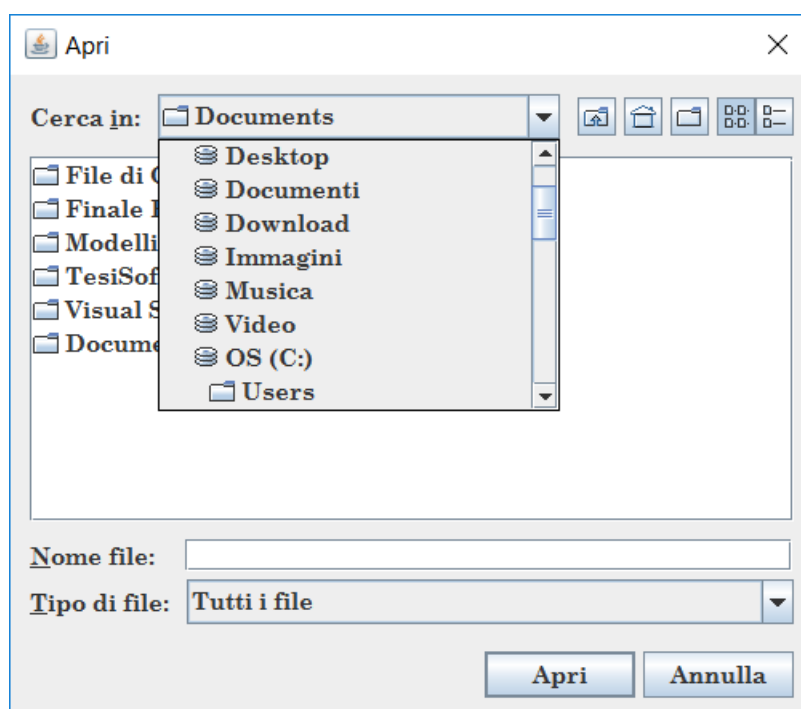 Apri
Cerca in: Documents
Desktop
Documenti
Download
Immagini
Musica
Video
OS (C:)
Users
File di
Finale
Modelli
TesiSof
Visual
Docume
Nome file:
Tipo di file: Tutti i file
Apri Annulla